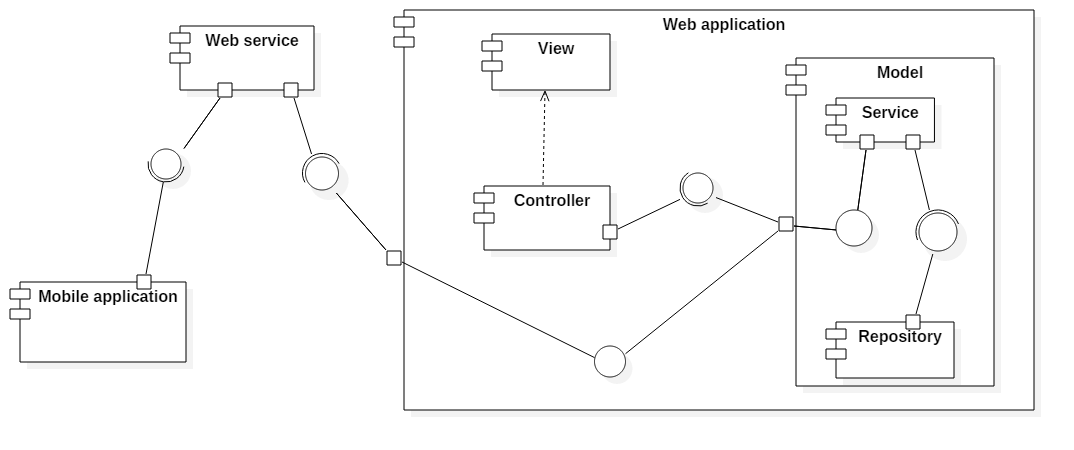 Web application
Web service
View
Model
Service
Controller
Mobile application
Repository